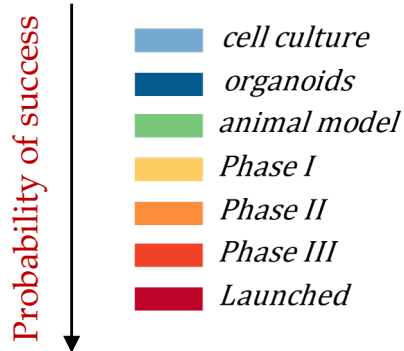 Probability of success
cell culture
organoids
animal model
Phase I
Phase II
Phase III
Launched